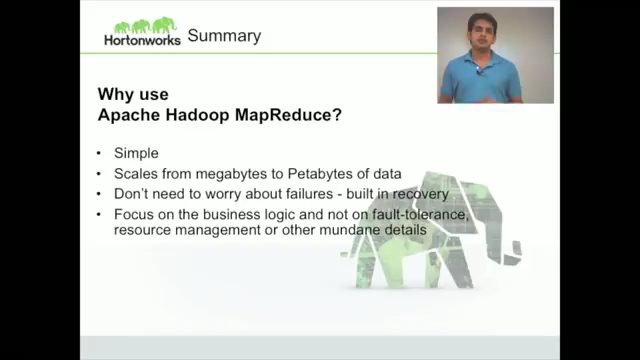 Hortonworks Summary
Why use
Apache Hadoop MapReduce?
• Simple
• Scales from megabytes to Petabytes of data
• Don't need to worry about failures - built in recovery
• Focus on the business logic and not on fault-tolerance,
resource management or other mundane details